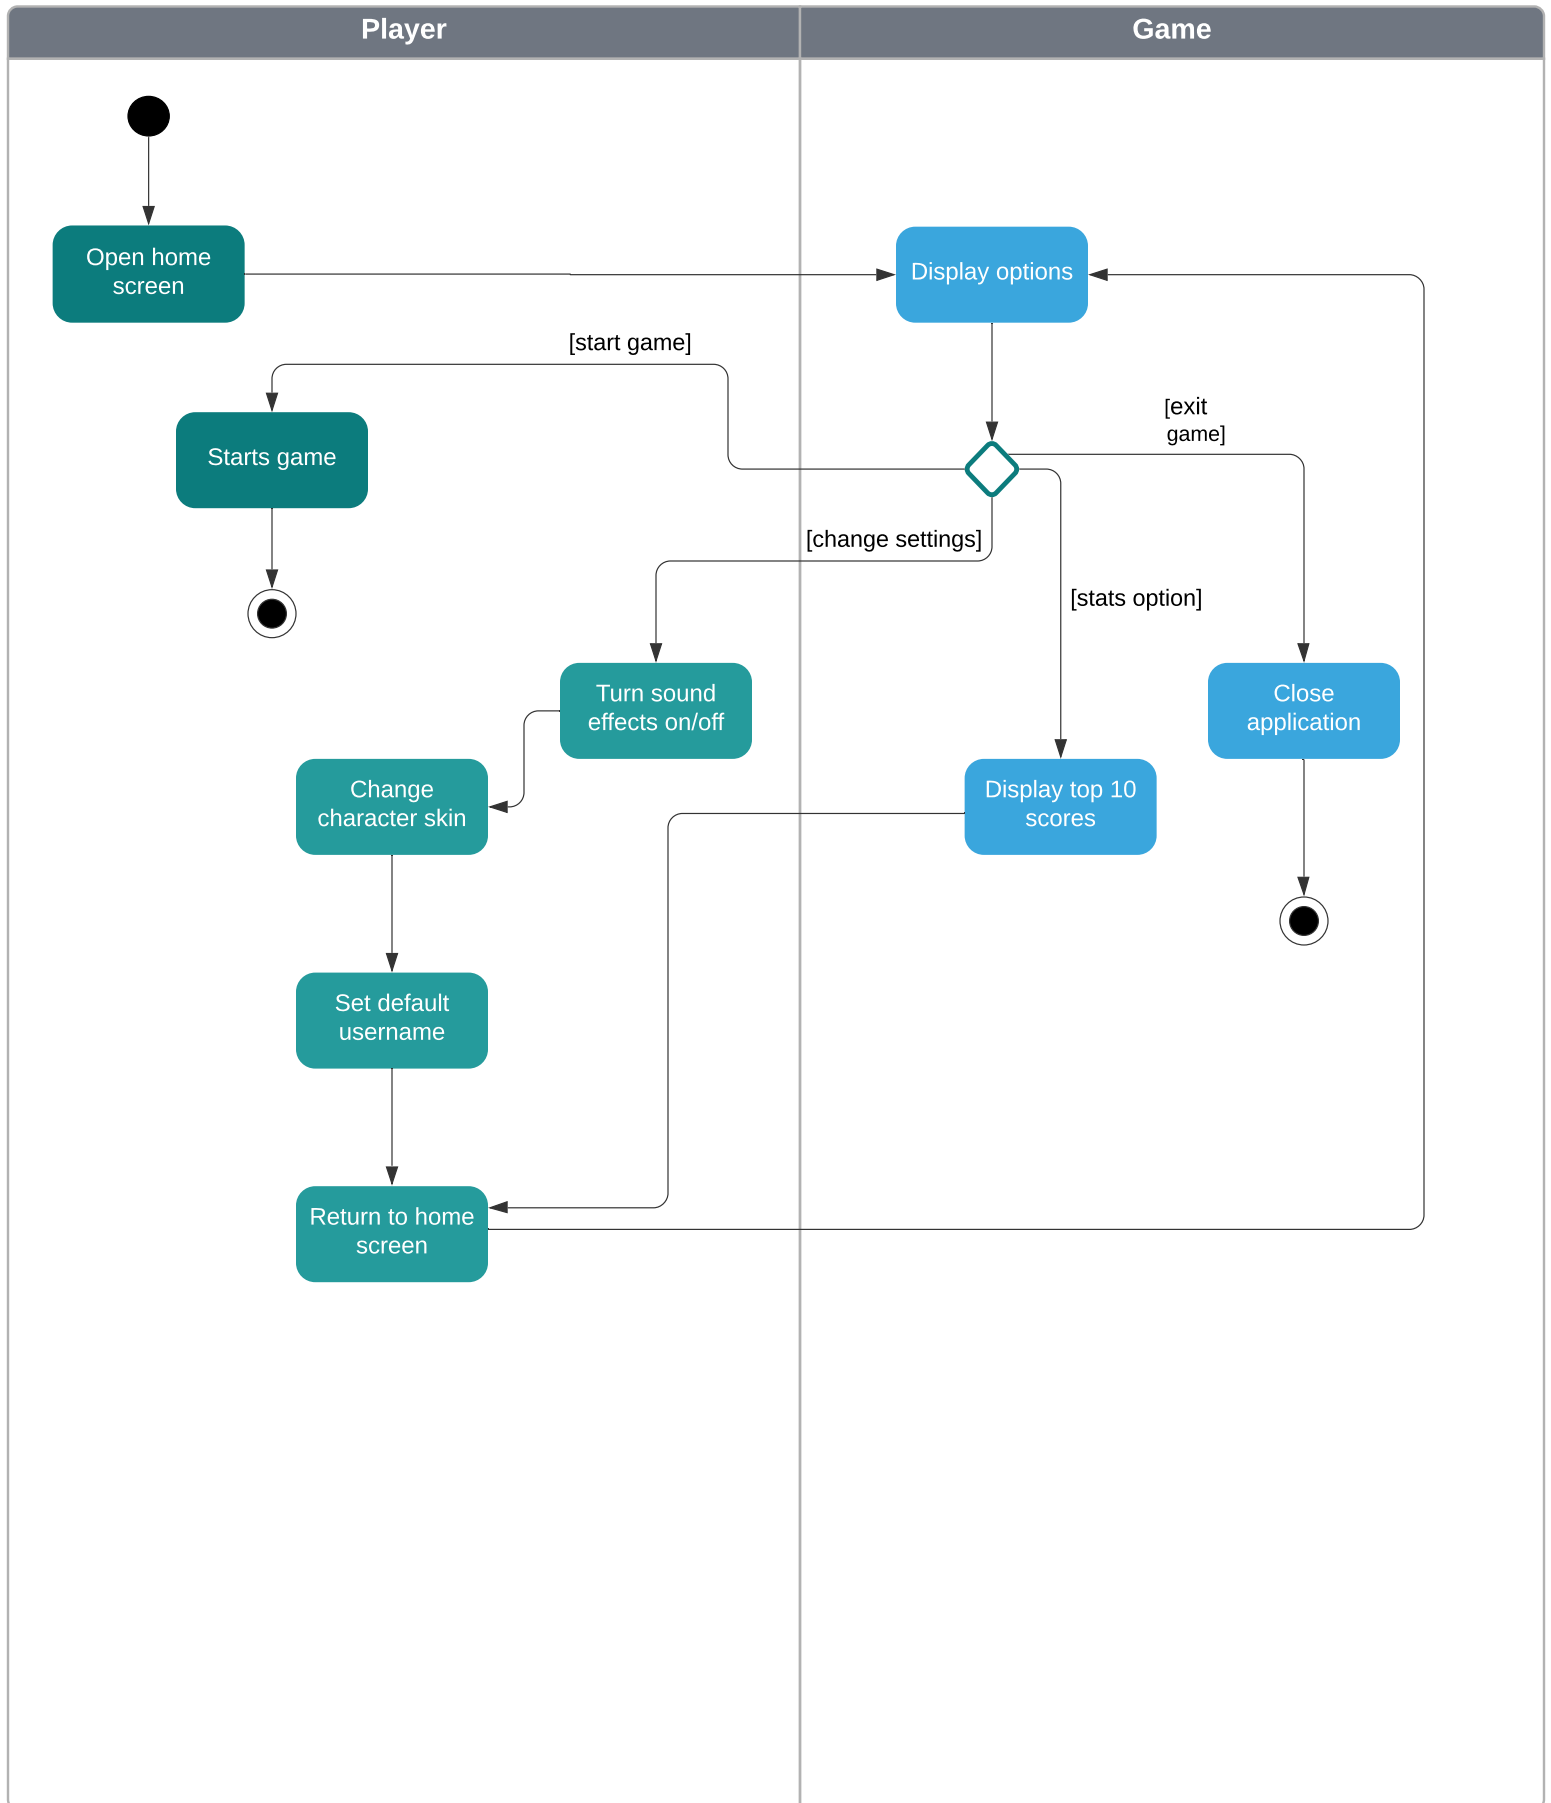 Player
Game
Open home
screen
Display options
[start game]
[exit
game]
Starts game
[change settings]
[stats option]
Turn sound
effects on/off
Close
application
Change
character skin
Display top 10
scores
Set default
username
Return to home
screen